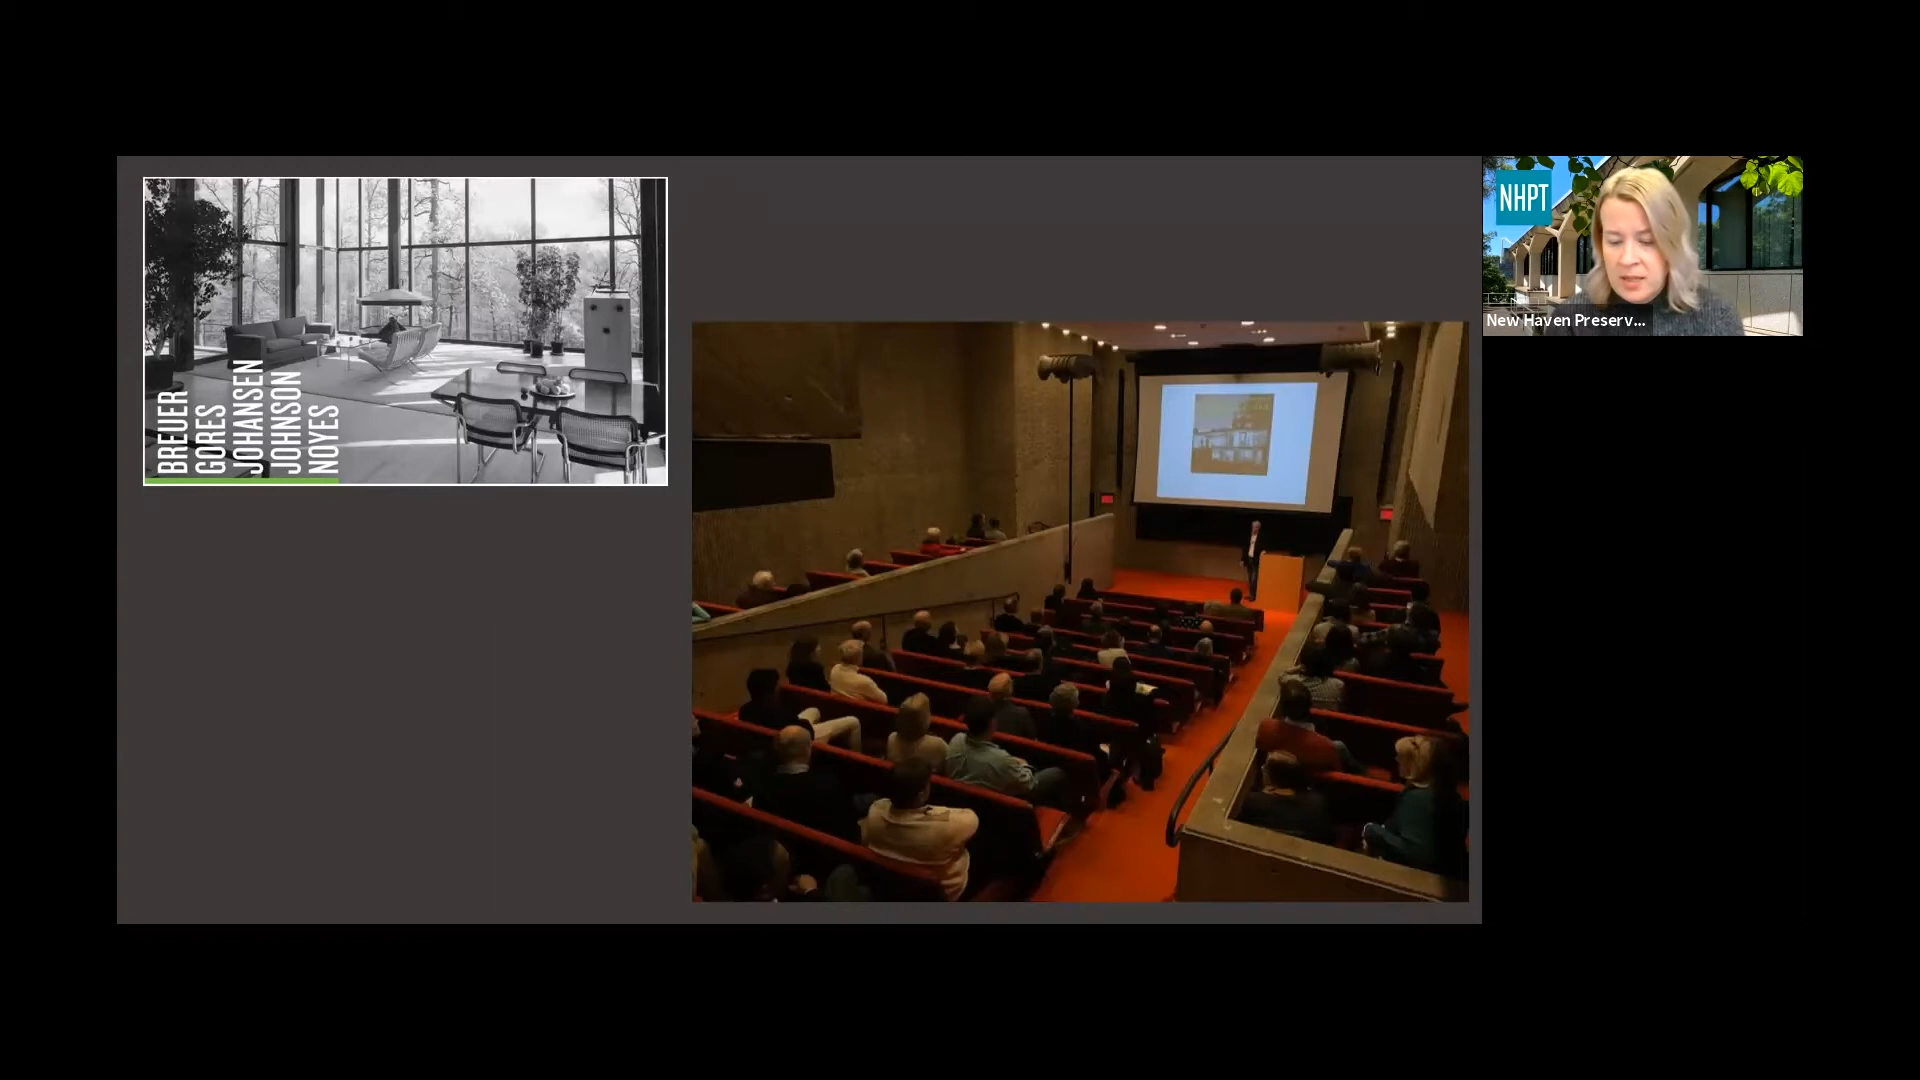 BREUER
GORES
JOHANSEN
JOHNSON
NOYES
NHPT
New Haven Preserv...